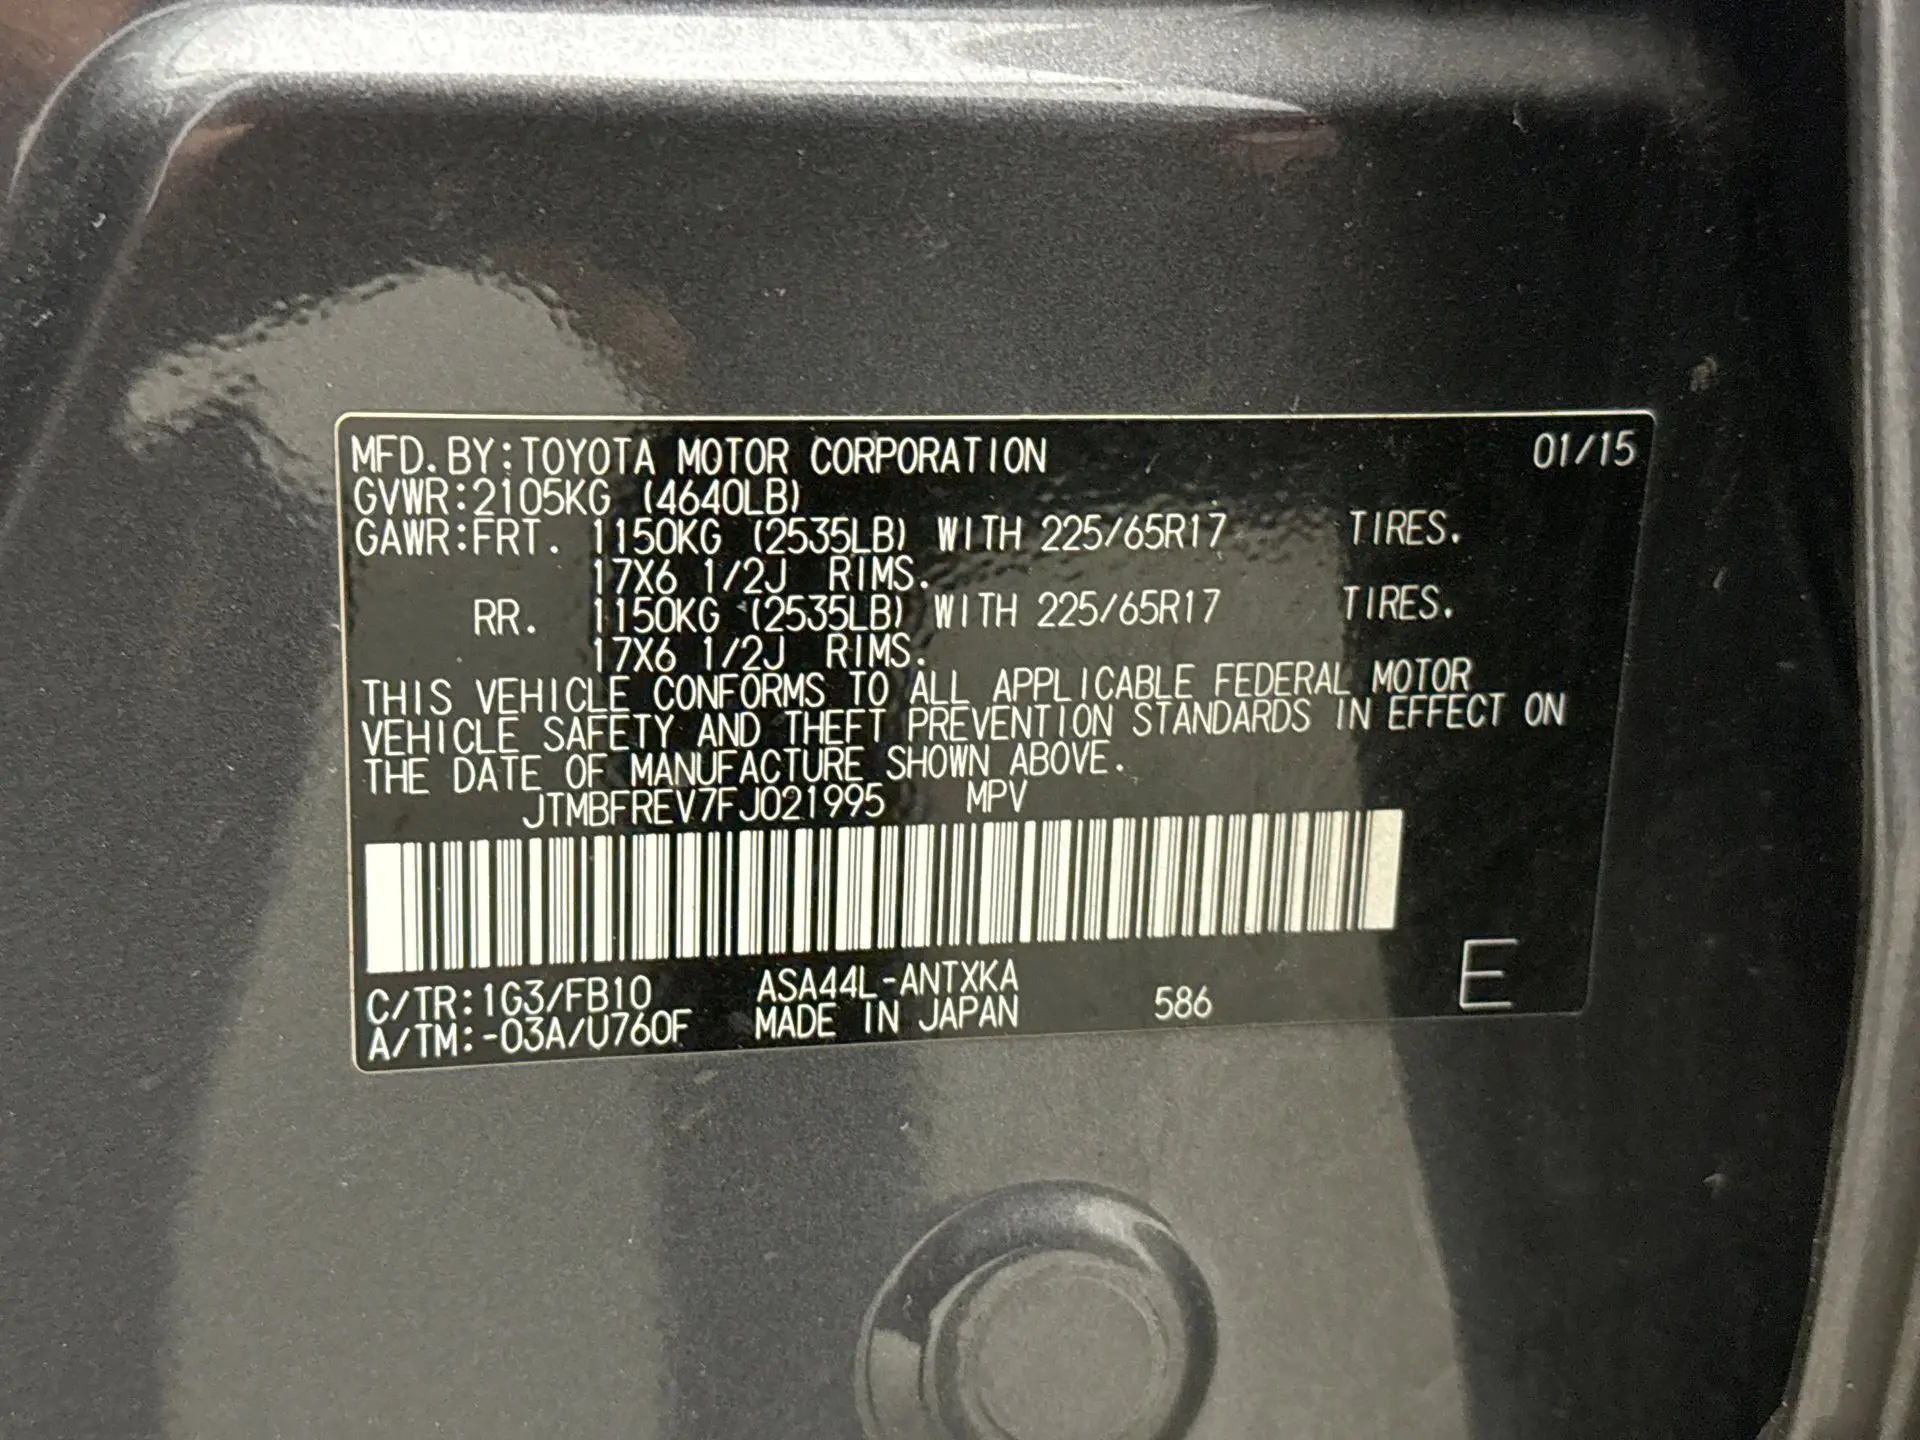 MFD.BY:TOYOTA MOTOR CORPORATION 01/15
GVWR:2105KG (4640LB)
GAWR:FRT. 1150KG (2535LB) WITH 225/65R17 TIRES.
17X6 1/2J RIMS.
RR. 1150KG (2535LB) WITH 225/65R17 TIRES.
17X6 1/2J RIMS.
THIS VEHICLE CONFORMS TO ALL APPLICABLE FEDERAL MOTOR
VEHICLE SAFETY AND THEFT PREVENTION STANDARDS IN EFFECT ON
THE DATE OF MANUFACTURE SHOWN ABOVE.
JTMBFREV7FJ021995 MPV
C/TR:1G3/FB10 ASA44L-ANTXKA
A/TM:-03A/U760F MADE IN JAPAN 586 E